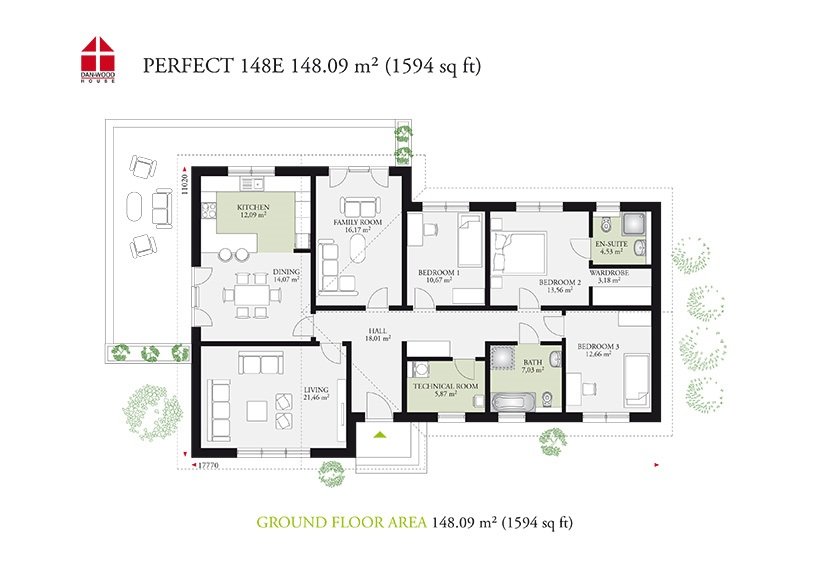 DAN-WOOD
HOUSE
PERFECT 148E 148.09 m² (1594 sq ft)
11020
KITCHEN
12.09 m²
FAMILY ROOM
16,17 m²
EN-SUITE
4.53 m²
DINING
14,07 m²
BEDROOM 1
10,67 m²
BEDROOM 2
13,56 m²
WARDROBE
3,18 m²
HALL
18,01 m²
BEDROOM 3
12.66 m²
BATH
7,03 m²
LIVING
21,46 m²
TECHNICAL ROOM
5,87 m²
17770
GROUND FLOOR AREA 148.09 m² (1594 sq ft)